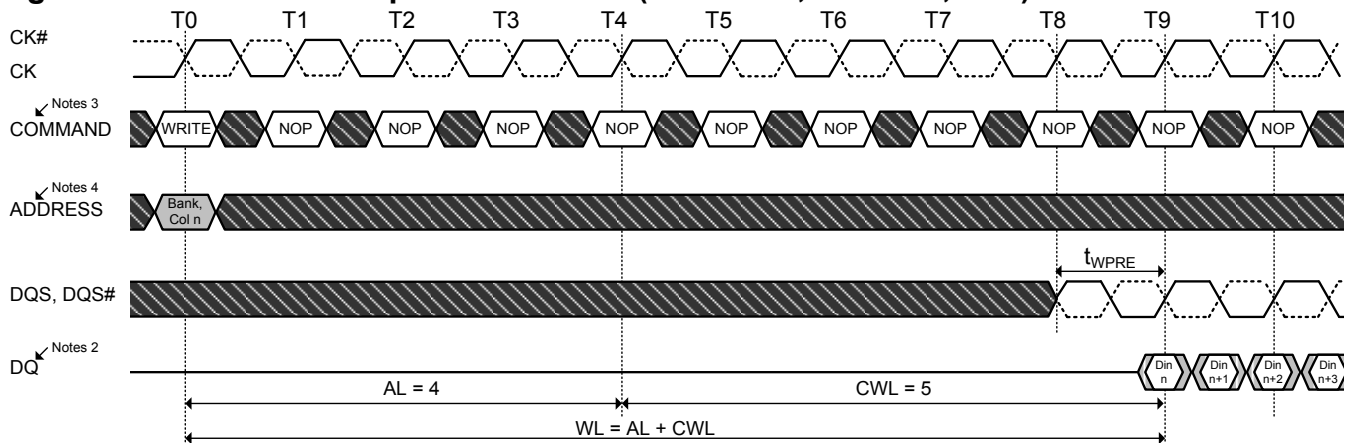 T0 T1 T2 T3 T4 T5 T6 T7 T8 T9 T10
CK#
CK
Notes 3
COMMAND WRITE NOP NOP NOP NOP NOP NOP NOP NOP NOP NOP
Notes 4
ADDRESS
Bank,
Col n
tWPRE
DQS, DQS#
Notes 2
DQ
Din
n
Din
n+1
Din
n+2
Din
n+3
AL = 4 CWL = 5
WL = AL + CWL